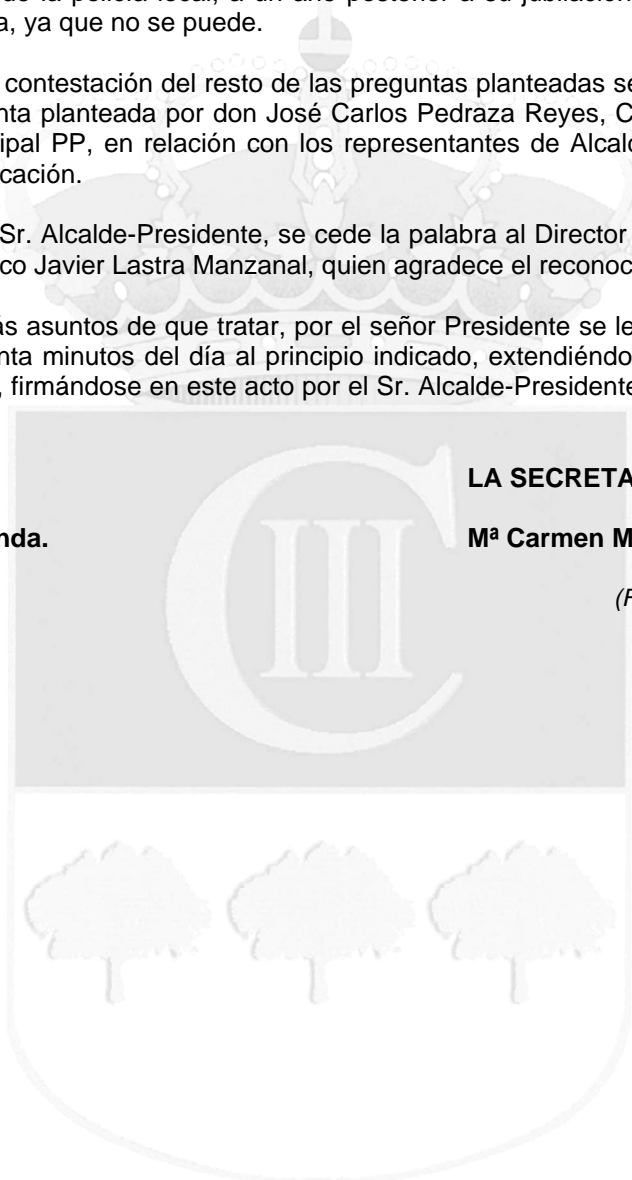 de la policía local, a un año posterior a su jubilación
a, ya que no se puede.
contestación del resto de las preguntas planteadas se
nta planteada por don José Carlos Pedraza Reyes, C
ipal PP, en relación con los representantes de Alcald
cación.
Sr. Alcalde-Presidente, se cede la palabra al Director
co Javier Lastra Manzanal, quien agradece el reconoc
ás asuntos de que tratar, por el señor Presidente se le
nta minutos del día al principio indicado, extendiéndo
, firmándose en este acto por el Sr. Alcalde-Presidente
LA SECRETA
nda.
Mª Carmen M
(F
CIII